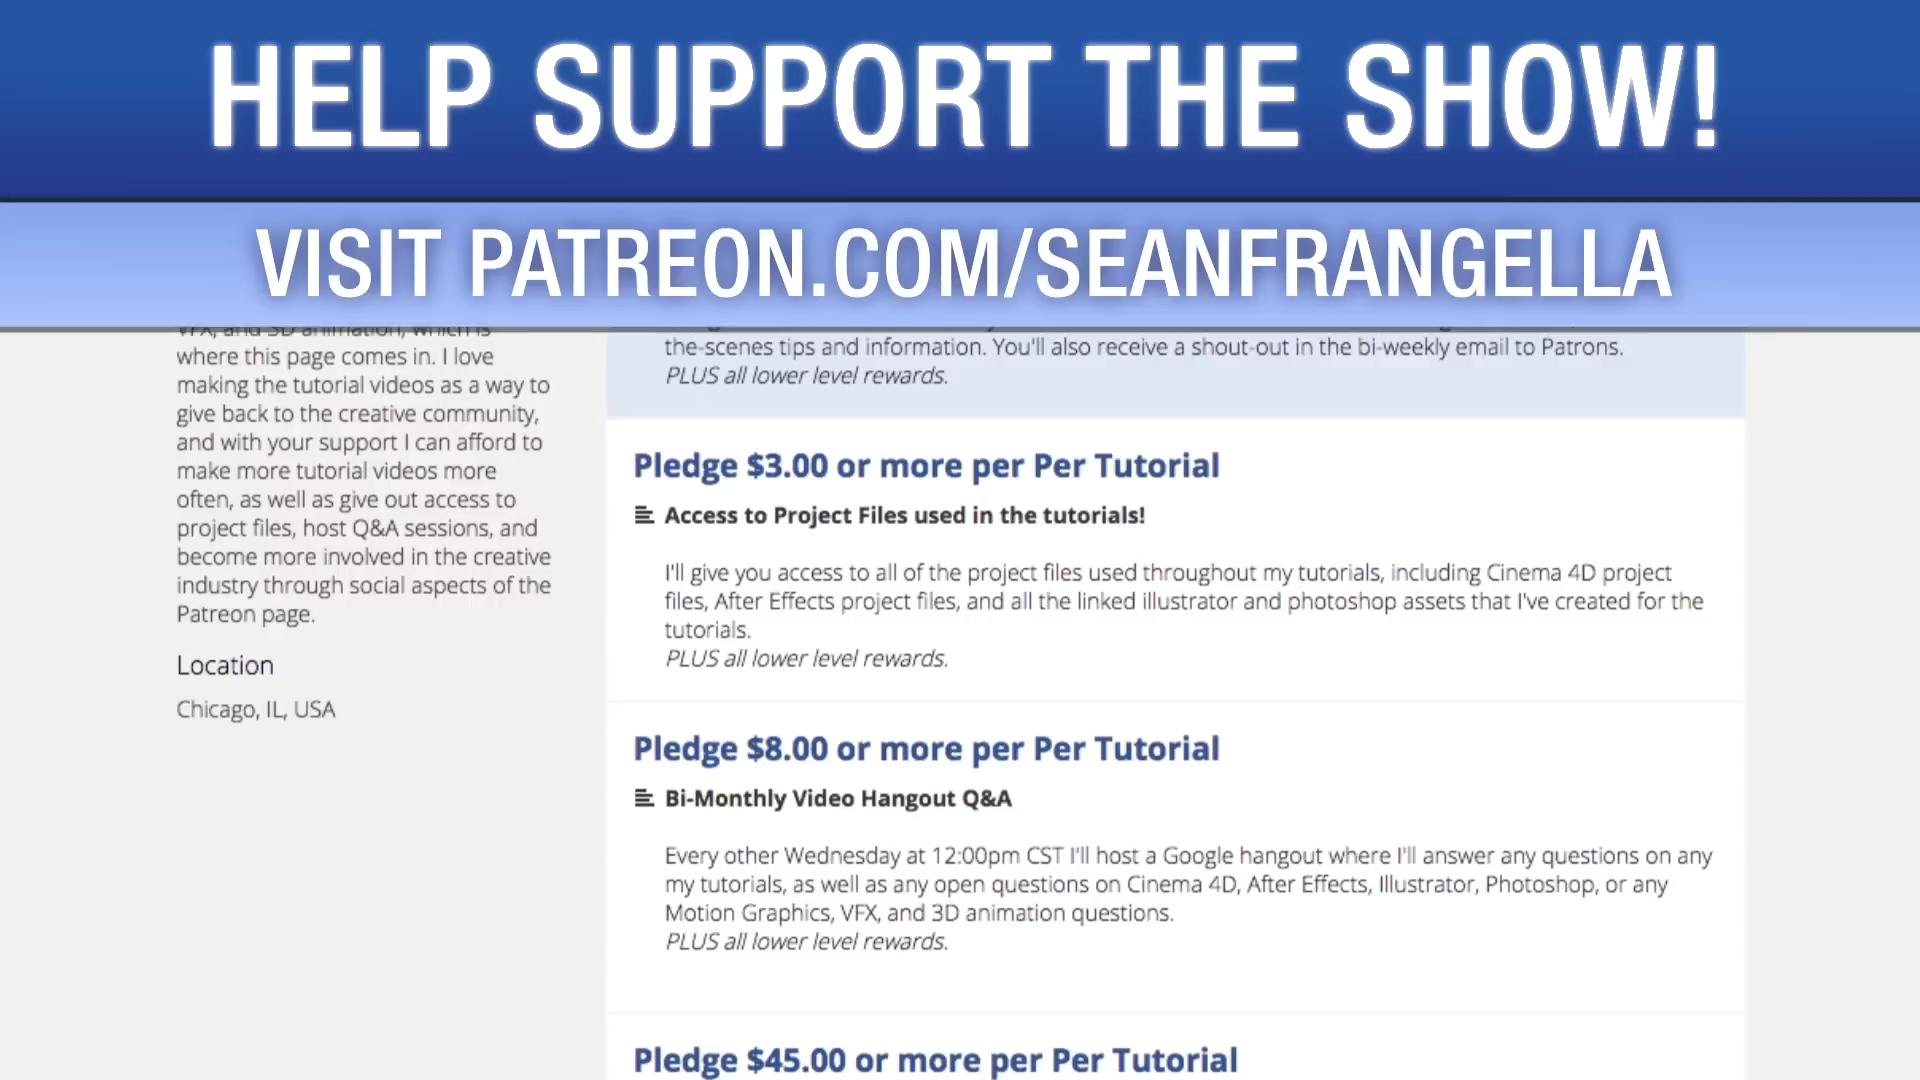 HELP SUPPORT THE SHOW!
VISIT PATREON.COM/SEANFRANGELLA
VFX, and 3D animation, which is
where this page comes in. I love
making the tutorial videos as a way to
give back to the creative community,
and with your support I can afford to
make more tutorial videos more
often, as well as give out access to
project files, host Q&A sessions, and
become more involved in the creative
industry through social aspects of the
Patreon page.
Location
Chicago, IL, USA
the-scenes tips and information. You'll also receive a shout-out in the bi-weekly email to Patrons.
PLUS all lower level rewards.
Pledge $3.00 or more per Per Tutorial
Access to Project Files used in the tutorials!
I'll give you access to all of the project files used throughout my tutorials, including Cinema 4D project
files, After Effects project files, and all the linked illustrator and photoshop assets that I've created for the
tutorials.
PLUS all lower level rewards.
Pledge $8.00 or more per Per Tutorial
Bi-Monthly Video Hangout Q&A
Every other Wednesday at 12:00pm CST I'll host a Google hangout where I'll answer any questions on any
my tutorials, as well as any open questions on Cinema 4D, After Effects, Illustrator, Photoshop, or any
Motion Graphics, VFX, and 3D animation questions.
PLUS all lower level rewards.
Pledge $45.00 or more per Per Tutorial